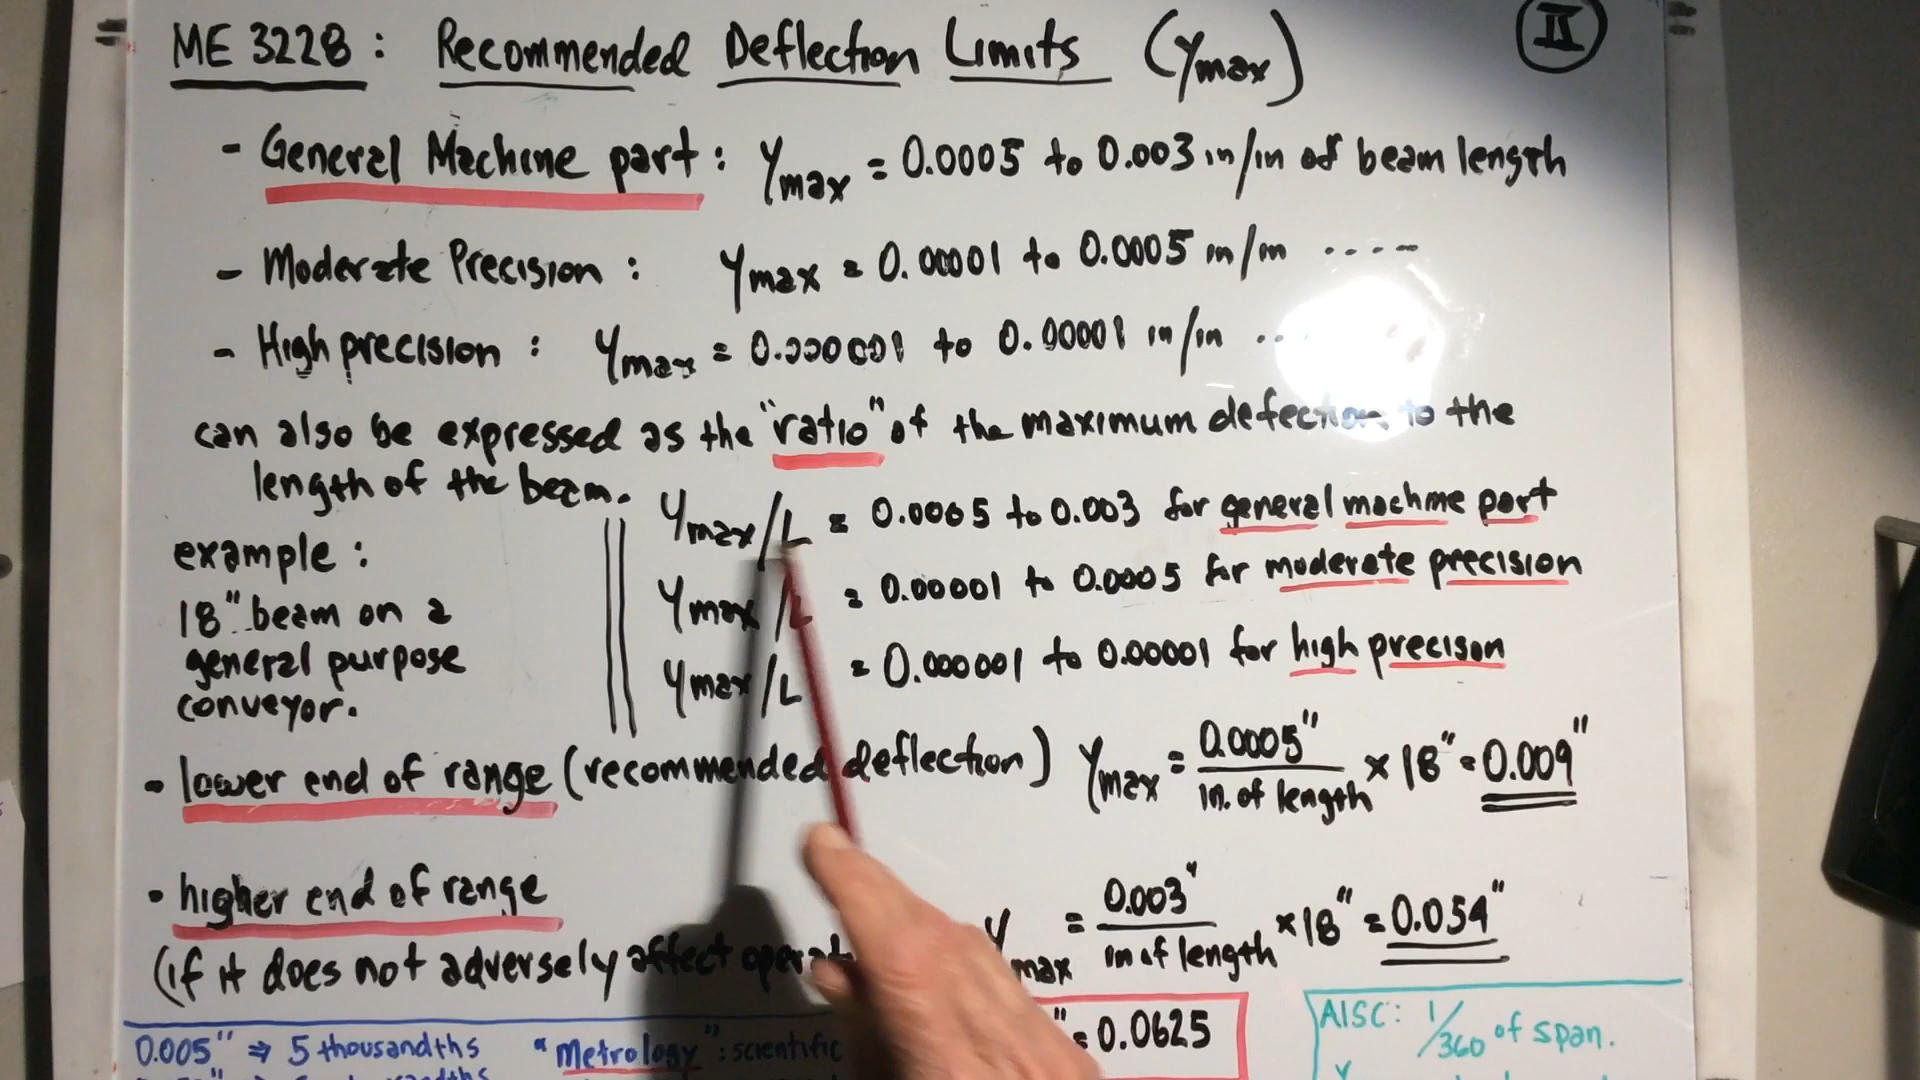 ME 3228 : Recommended Deflection Limits (ymax)
II
- General Machine part : ymax = 0.0005 to 0.003 in/in of beam length
- Moderate Precision : ymax = 0.00001 to 0.0005 in/in ....
- High precision : ymax = 0.000001 to 0.00001 in/in ..
can also be expressed as the "ratio" of the maximum defection to the
length of the beam.
ymax/L = 0.0005 to 0.003 for general machine part
ymax/L = 0.00001 to 0.0005 for moderate precision
ymax/L = 0.000001 to 0.00001 for high precison
example :
18" beam on a
general purpose
conveyor.
• lower end of range (recommended deflection) ymax = 0.0005"/in. of length × 18" = 0.009"
• higher end of range
(if it does not adversely affect
ymax = 0.003"/in of length × 18" = 0.054"
0.005" ⇒ 5 thousandths
"Metrology" : scientific
" = 0.0625
AISC : 1/360 of span.